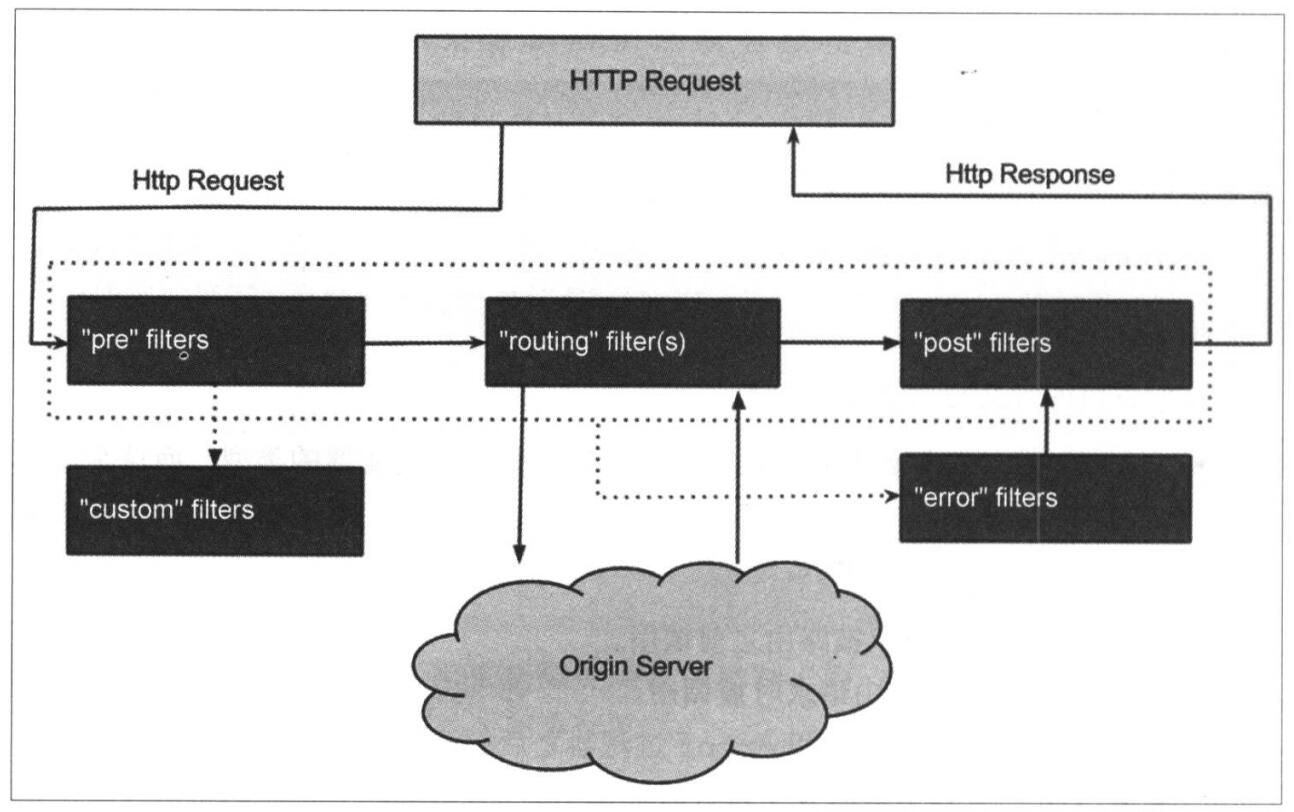 HTTP Request
Http Request
Http Response
"pre" filters
"routing" filter(s)
"post" filters
"custom" filters
"error" filters
Origin Server